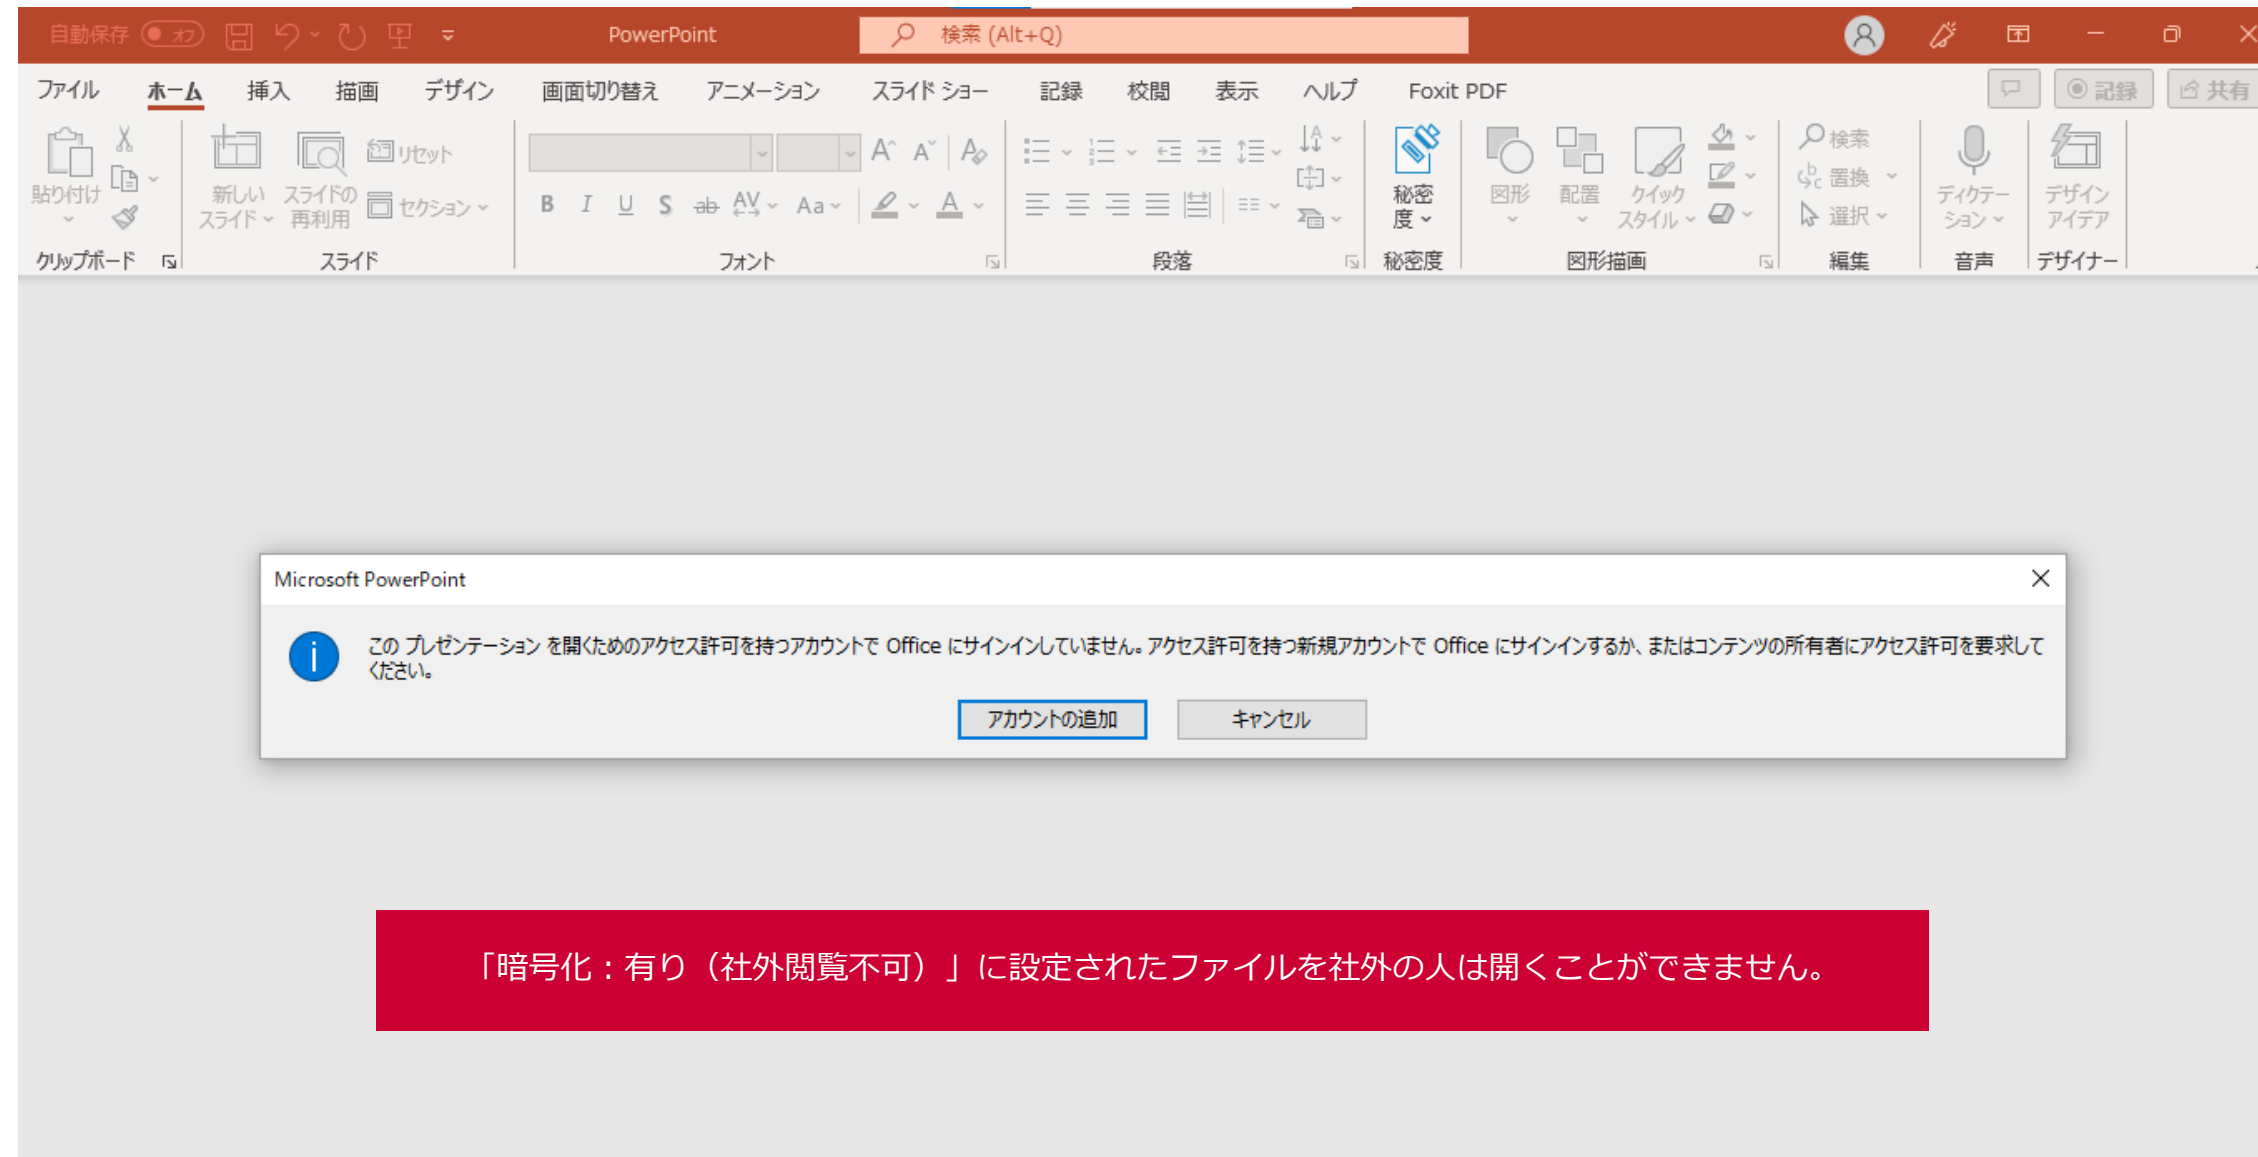 自動保存 オフ PowerPoint 検索 (Alt+Q)
ファイル ホーム 挿入 描画 デザイン 画面切り替え アニメーション スライド ショー 記録 校閲 表示 ヘルプ Foxit PDF 記録 共有
貼り付け
新しい
スライド
スライドの
再利用
リセット
セクション
B I U S ab AV Aa A
秘密
度
図形
配置
クイック
スタイル
検索
置換
選択
ディクテー
ション
デザイン
アイデア
クリップボード スライド フォント 段落 秘密度 図形描画 編集 音声 デザイナー
Microsoft PowerPoint
この プレゼンテーション を開くためのアクセス許可を持つアカウントで Office にサインインしていません。アクセス許可を持つ新規アカウントで Office にサインインするか、またはコンテンツの所有者にアクセス許可を要求して
ください。
アカウントの追加 キャンセル
「暗号化：有り（社外閲覧不可）」に設定されたファイルを社外の人は開くことができません。